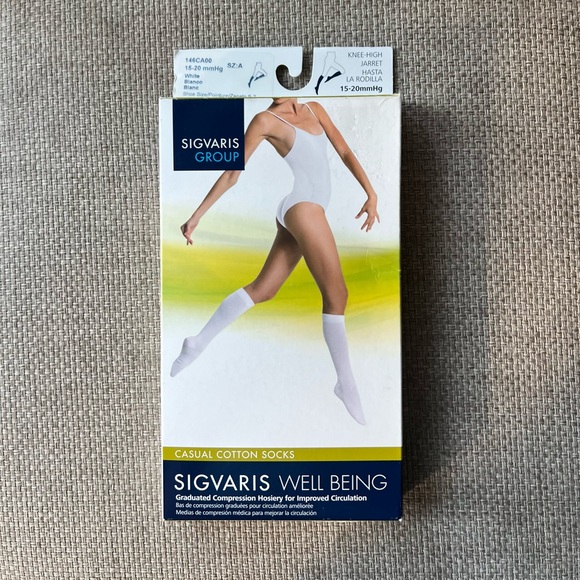 146CA00
15-20 mmHg SZ:A
White
Blanco
Blanc
KNEE-HIGH
JARRET
HASTA
LA RODILLA
15-20mmHg
SIGVARIS
GROUP
CASUAL COTTON SOCKS
SIGVARIS WELL BEING
Graduated Compression Hosiery for Improved Circulation
Bas de compression graduées pour circulation améliorée
Medias de compresión médica para mejorar la circulación